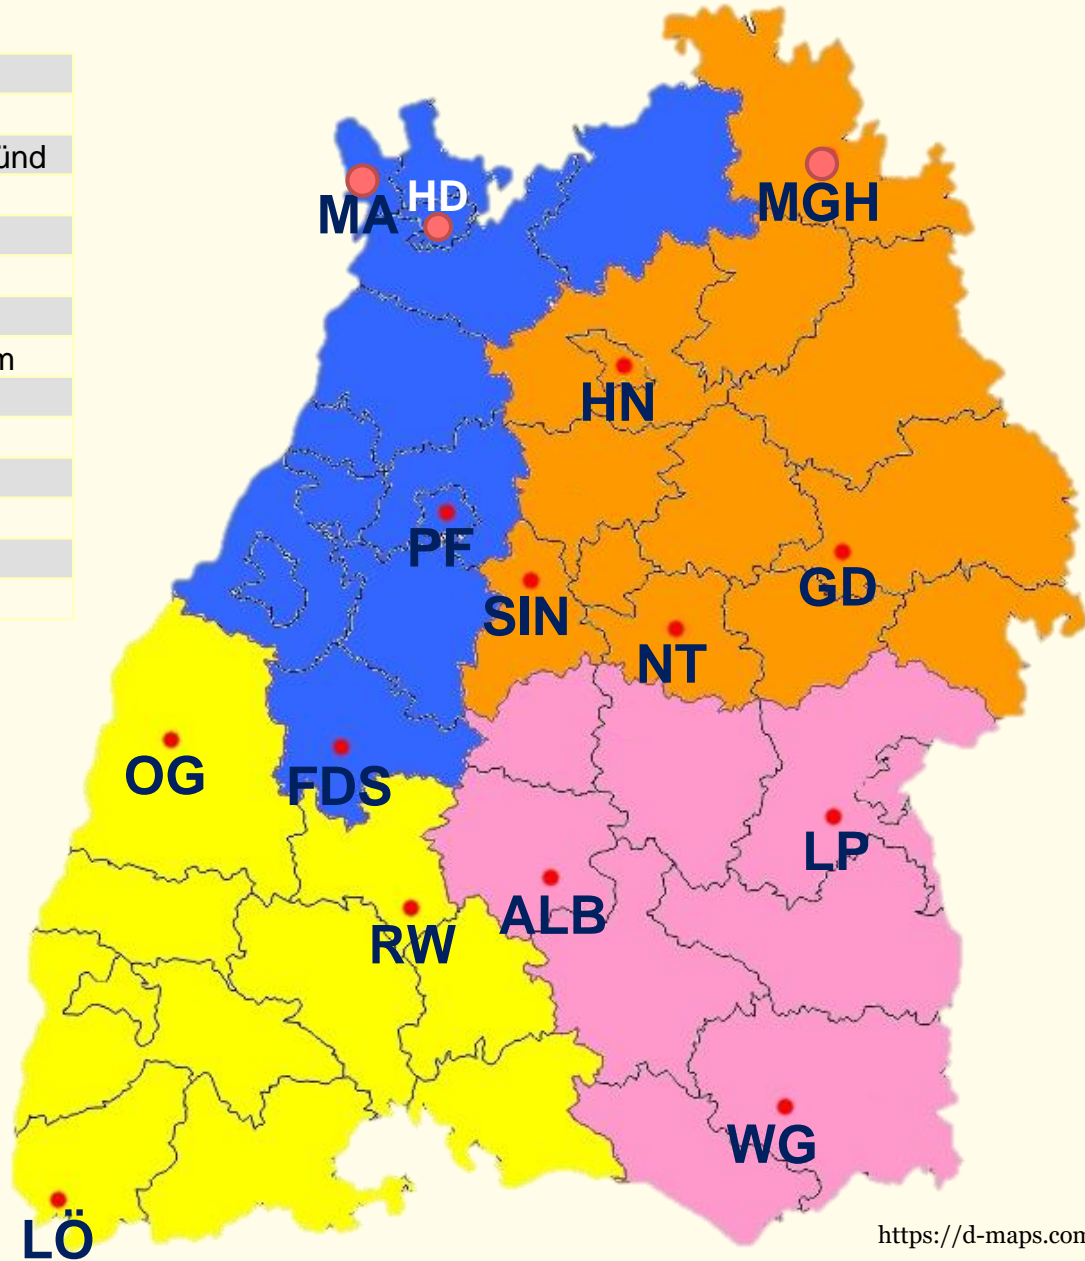 ünd
m
MA
HD
MGH
HN
PF
SIN
GD
NT
OG
FDS
LP
ALB
RW
WG
LÖ
https://d-maps.com